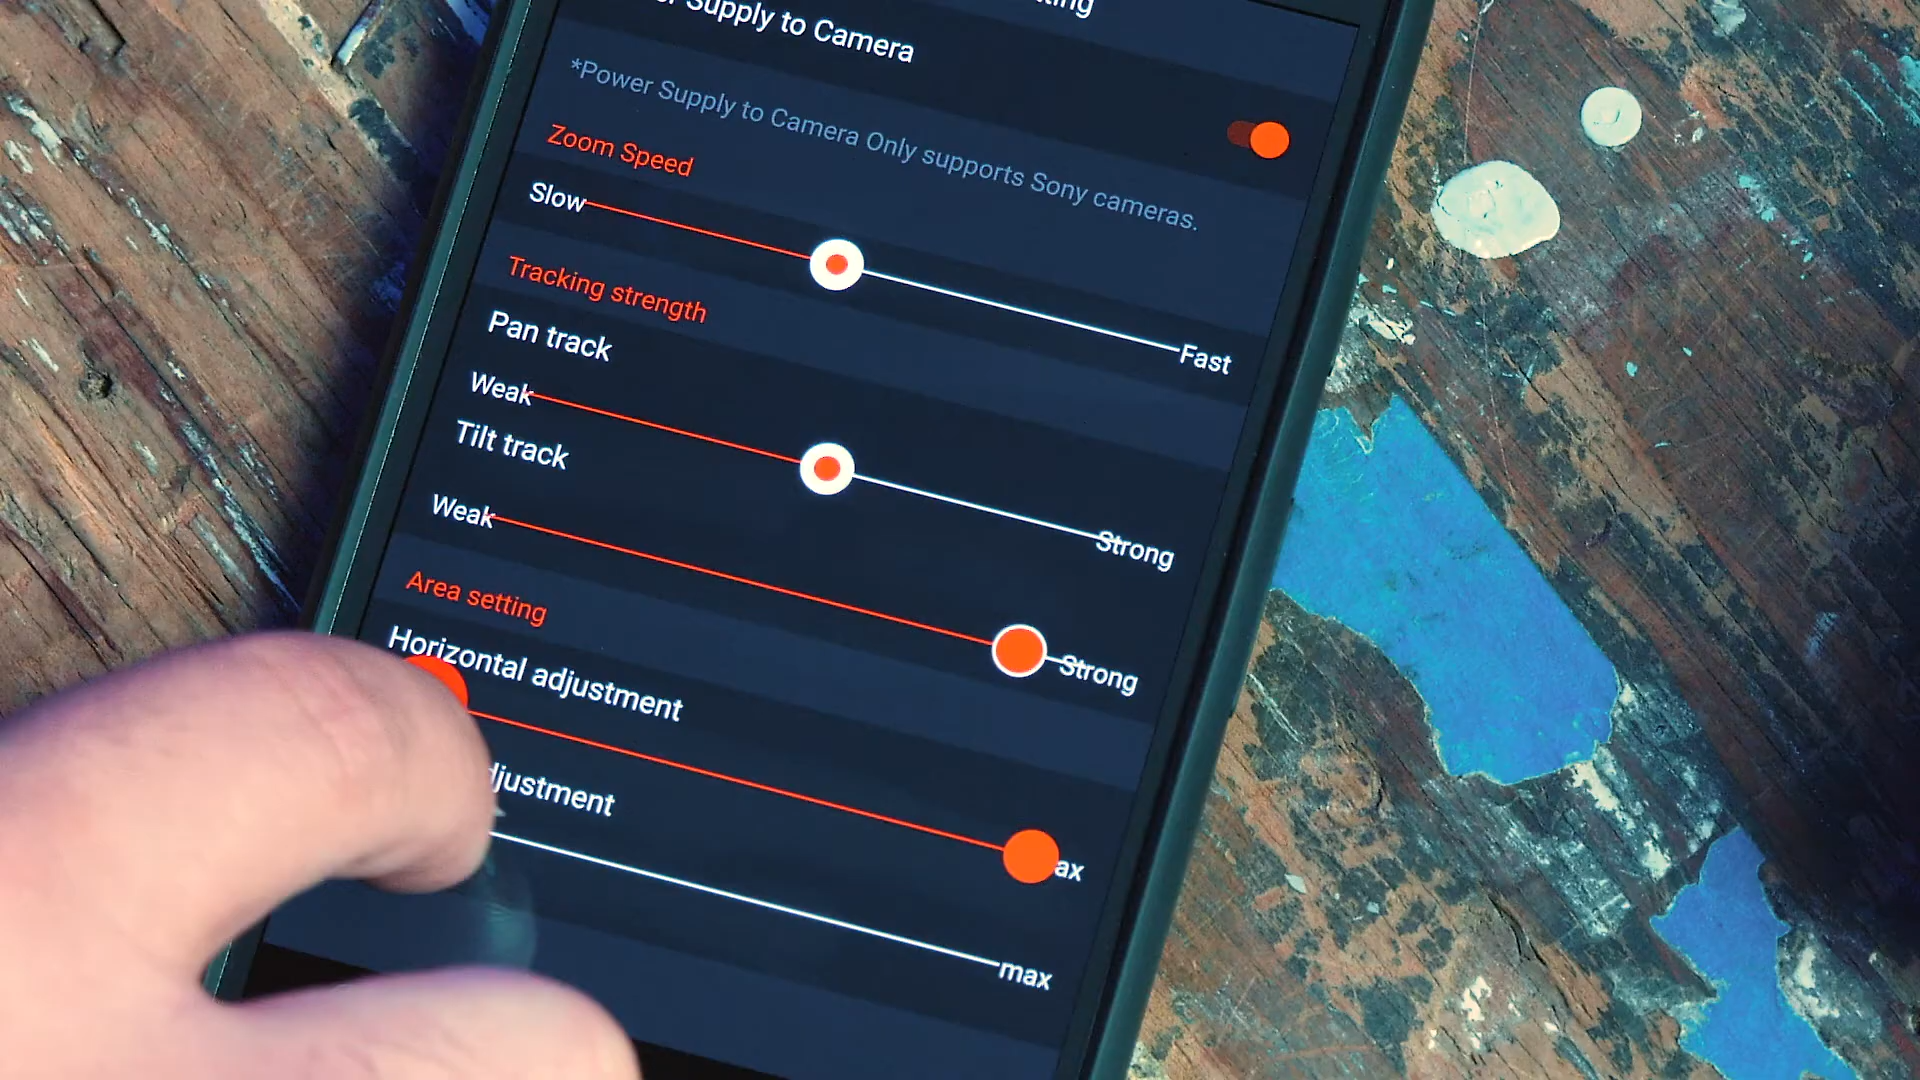 Supply to Camera
*Power Supply to Camera Only supports Sony cameras.
Zoom Speed
Slow Fast
Tracking strength
Pan track
Weak Strong
Tilt track
Weak Strong
Area setting
Horizontal adjustment
max